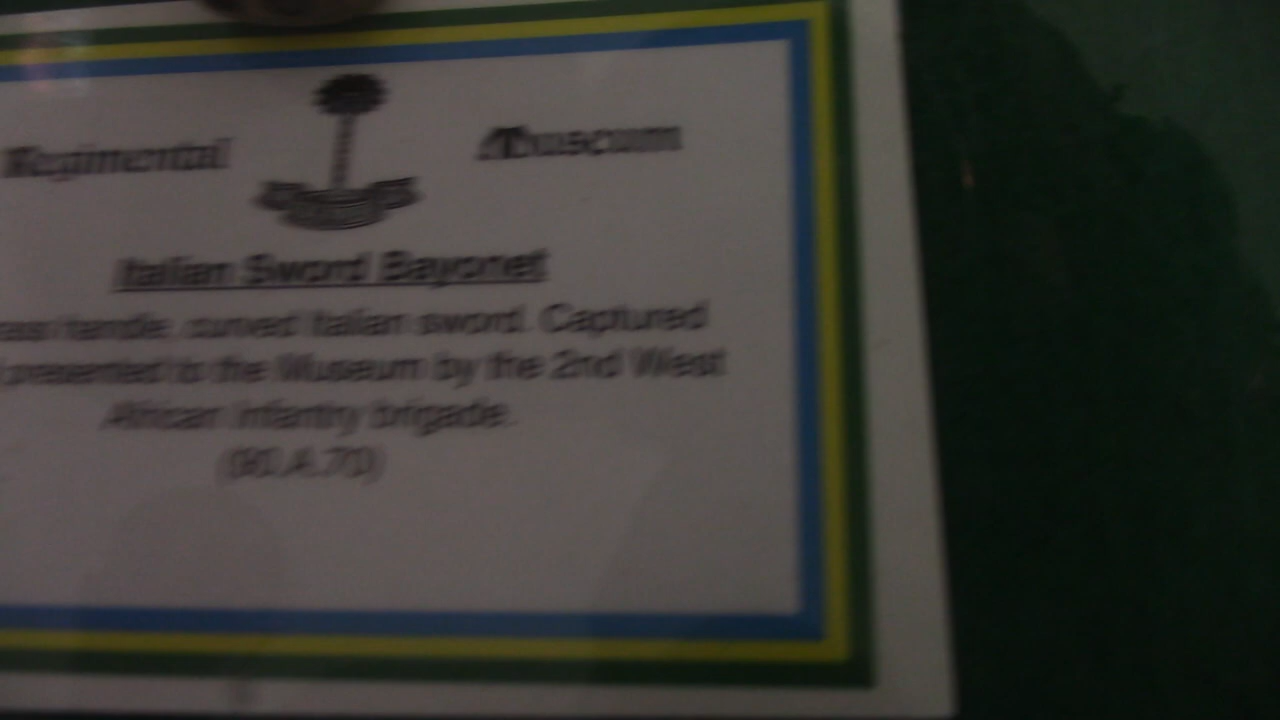 Regimental Museum
Italian Sword Bayonet
handle, curved Italian sword. Captured
presented to the Museum by the 2nd West
African Infantry brigade.